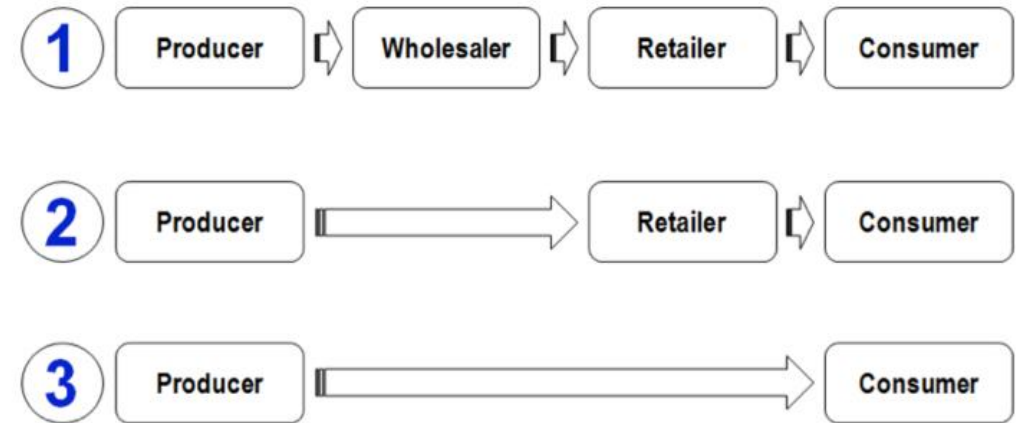 1 Producer Wholesaler Retailer Consumer
2 Producer Retailer Consumer
3 Producer Consumer